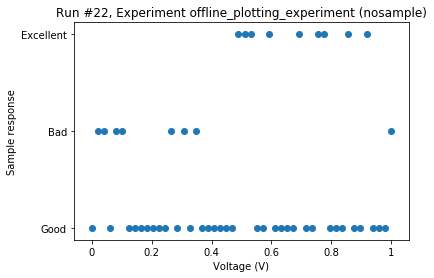 Run #22, Experiment offline_plotting_experiment (nosample)
Excellent
Bad
Good
Sample response
0
0.2
0.4
0.6
0.8
1
Voltage (V)